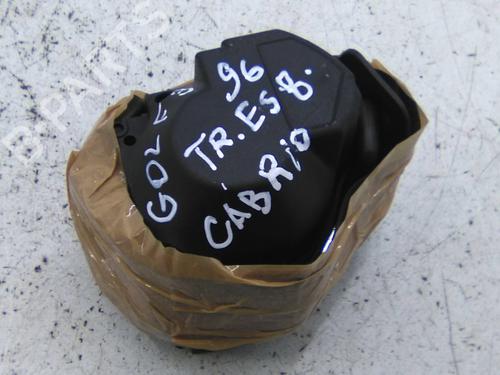 B-PARTS
GOLF
96
TR.ESQ.
CABRIO